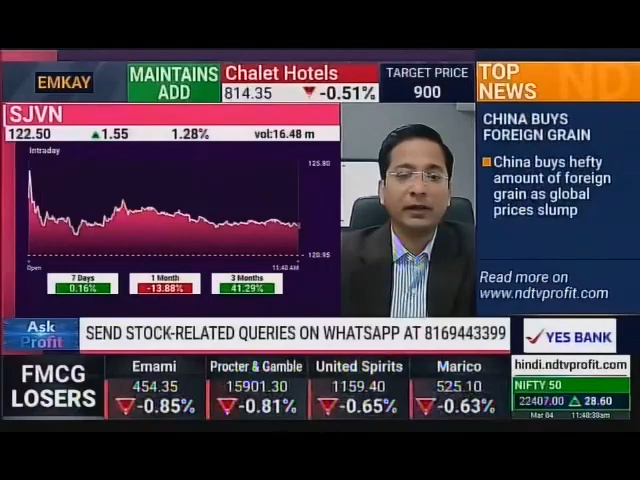 EMKAY
MAINTAINS
ADD
Chalet Hotels
814.35 ▼ -0.51%
TARGET PRICE
900
TOP
NEWS
SJVN
122.50 ▲ 1.55 1.28% vol:16.48 m
Intraday
125.80
120.95
Open
11:40 AM
7 Days
0.16%
1 Month
-13.88%
3 Months
41.29%
CHINA BUYS
FOREIGN GRAIN
China buys hefty
amount of foreign
grain as global
prices slump
Read more on
www.ndtvprofit.com
Ask
Profit
SEND STOCK-RELATED QUERIES ON WHATSAPP AT 8169443399
YES BANK
FMCG
LOSERS
Emami
454.35
▼ -0.85%
Procter & Gamble
15901.30
▼ -0.81%
United Spirits
1159.40
▼ -0.65%
Marico
525.10
▼ -0.63%
hindi.ndtvprofit.com
NIFTY 50
22407.00 ▲ 28.60